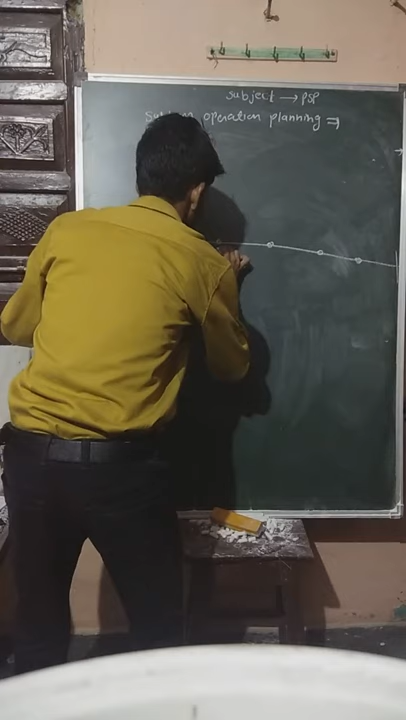 subject → psp
operation planning ⇒